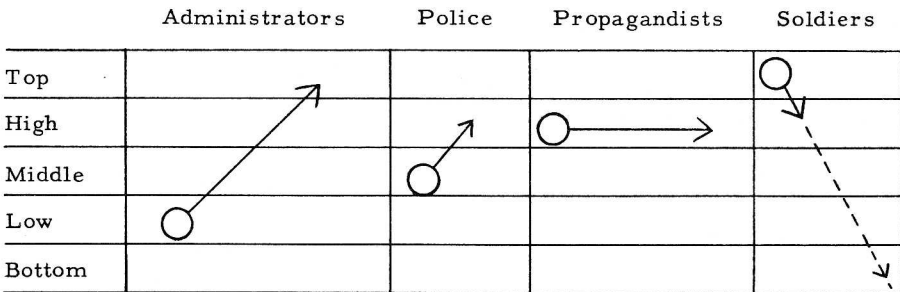 Administrators Police Propagandists Soldiers
Top
High
Middle
Low
Bottom